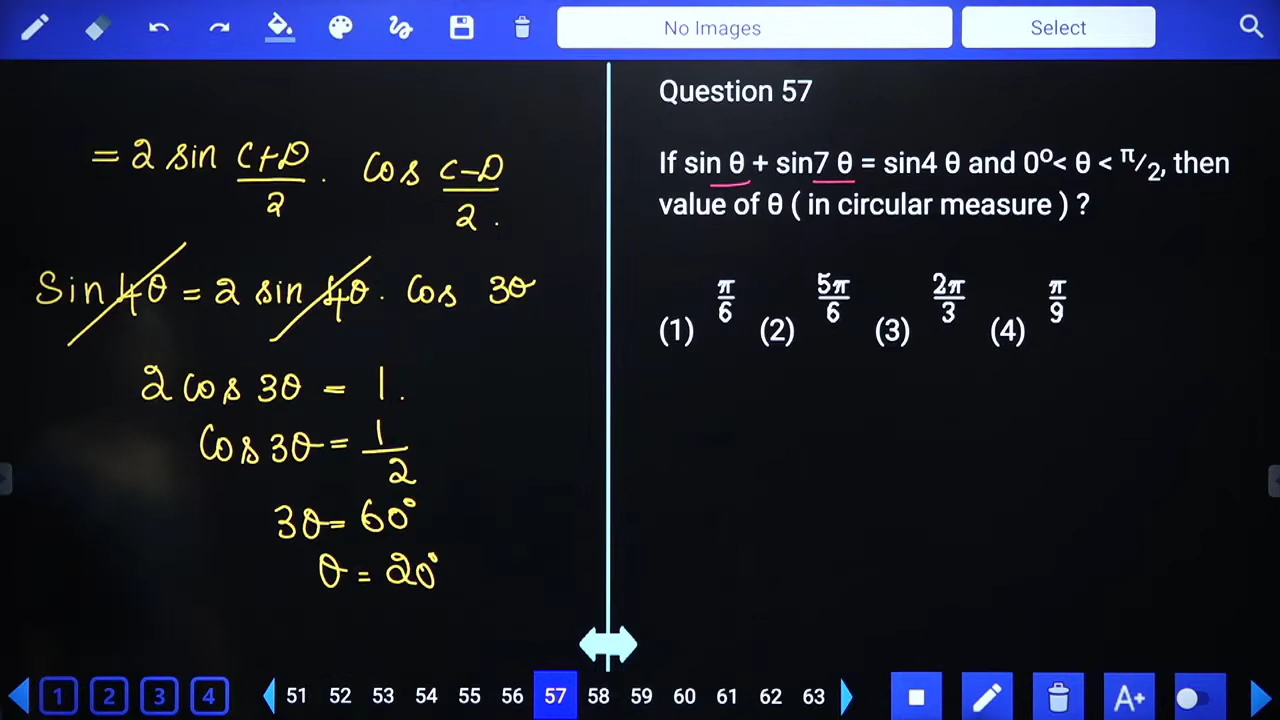 No Images
Select
= 2 sin C+D/2 . cos C-D/2 .
Sin 4θ = 2 sin 4θ . cos 3θ
2 cos 3θ = 1.
cos 3θ = 1/2
3θ = 60°
θ = 20°
Question 57
If sin θ + sin7 θ = sin4 θ and 0⁰< θ < π/2, then
value of θ ( in circular measure ) ?
(1) π/6 (2) 5π/6 (3) 2π/3 (4) π/9
1 2 3 4 51 52 53 54 55 56 57 58 59 60 61 62 63 A+